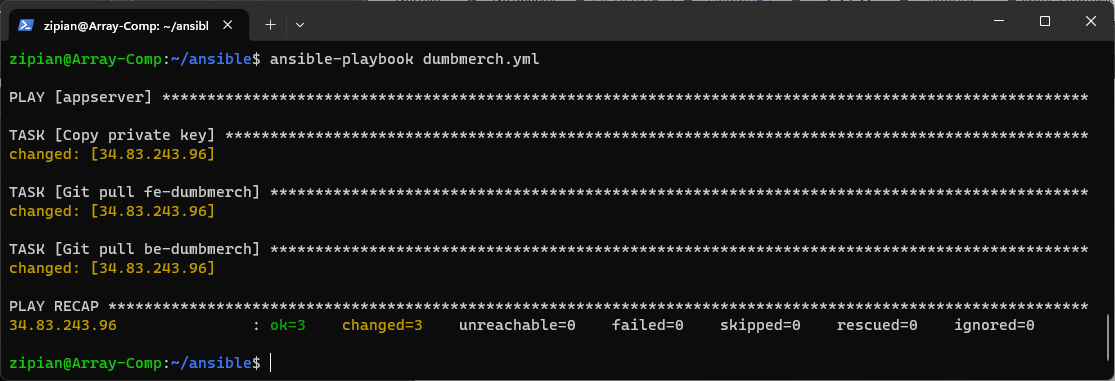 zipian@Array-Comp: ~/ansibl
zipian@Array-Comp:~/ansible$ ansible-playbook dumbmerch.yml
PLAY [appserver] *******************************************************************************************************
TASK [Copy private key] ************************************************************************************************
changed: [34.83.243.96]
TASK [Git pull fe-dumbmerch] *******************************************************************************************
changed: [34.83.243.96]
TASK [Git pull be-dumbmerch] *******************************************************************************************
changed: [34.83.243.96]
PLAY RECAP *************************************************************************************************************
34.83.243.96               : ok=3    changed=3    unreachable=0    failed=0    skipped=0    rescued=0    ignored=0
zipian@Array-Comp:~/ansible$